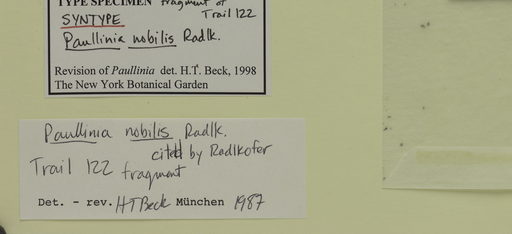 TYPE SPECIMEN fragment of
SYNTYPE Trail 122
Paullinia nobilis Radlk.
Revision of Paullinia det. H.T. Beck, 1998
The New York Botanical Garden
Paullinia nobilis Radlk.
cited by Radlkofer
Trail 122 fragment
Det. - rev. HTBeck München 1987